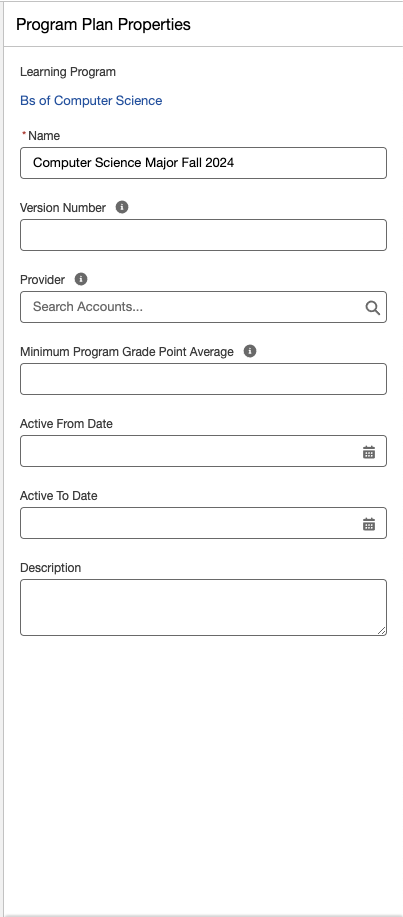 Program Plan Properties
Learning Program
Bs of Computer Science
* Name
Computer Science Major Fall 2024
Version Number
Provider
Search Accounts...
Minimum Program Grade Point Average
Active From Date
Active To Date
Description